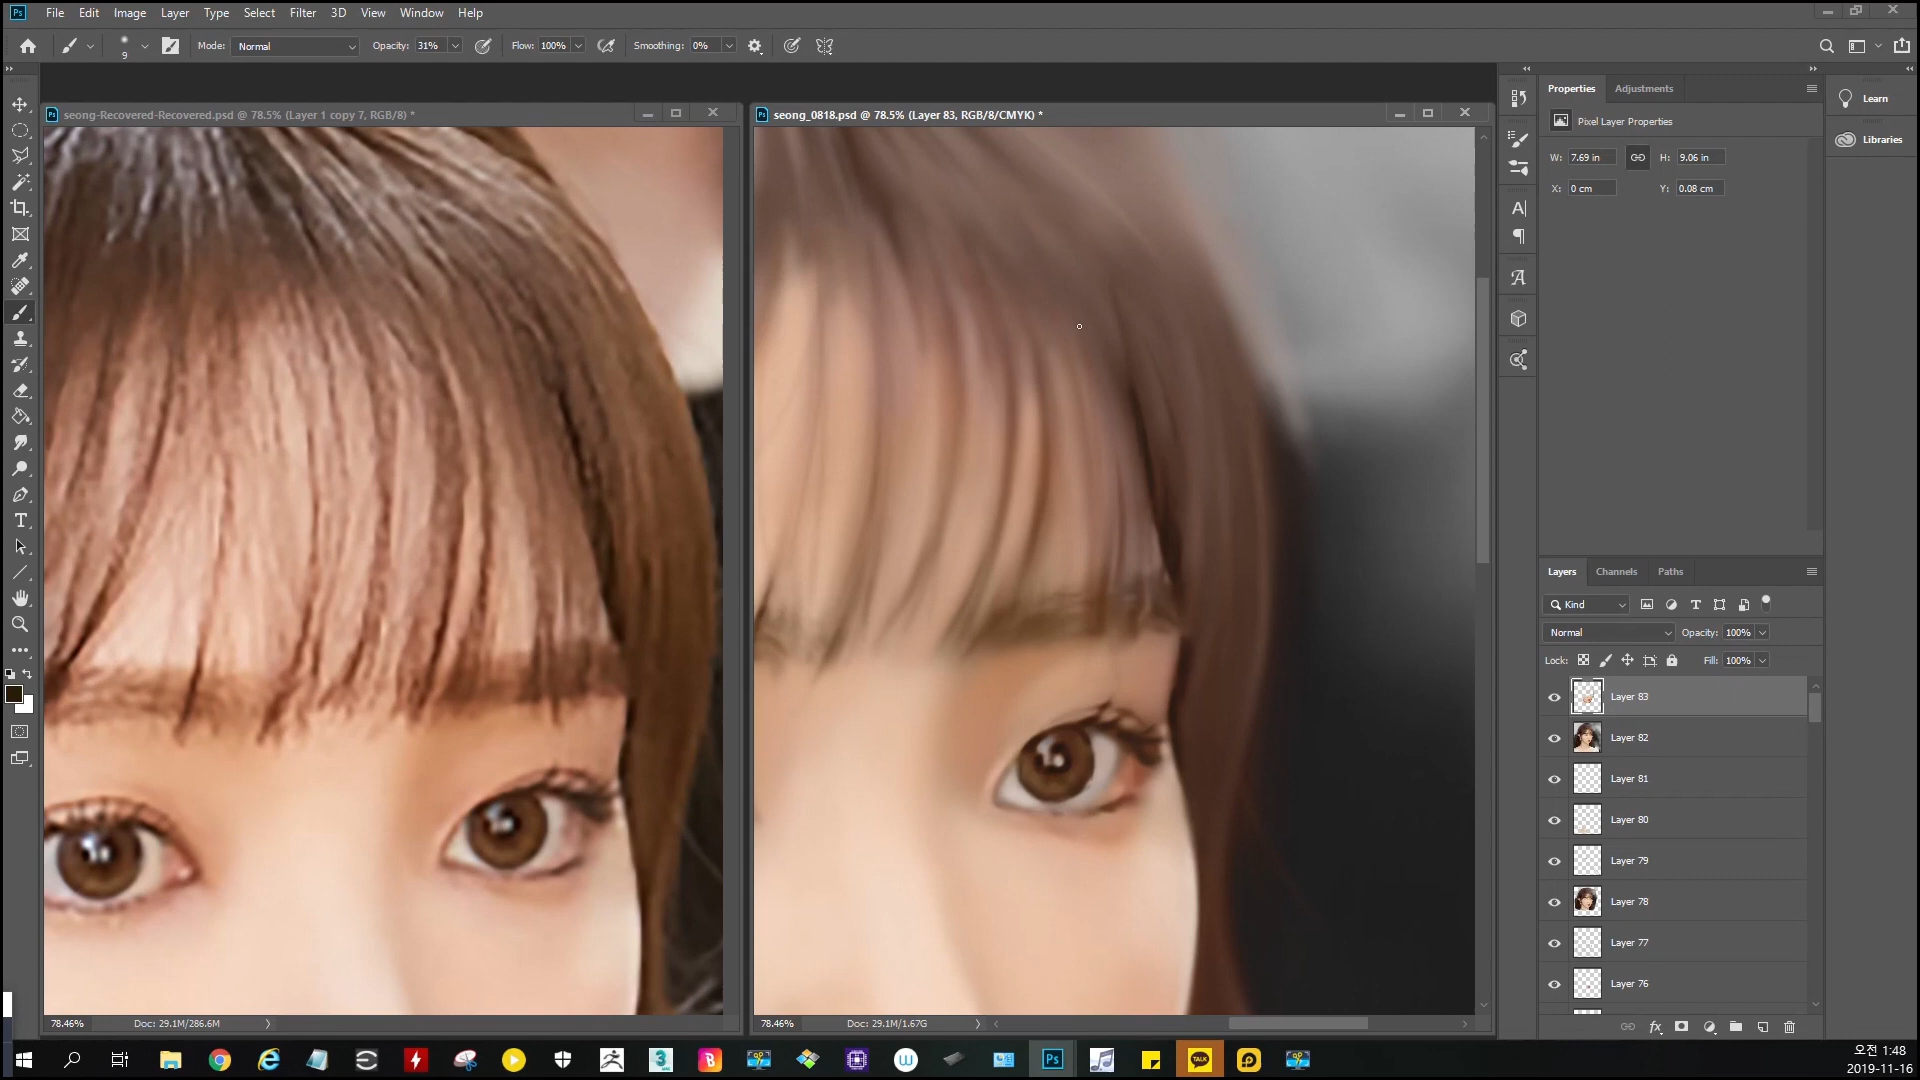 Ps File Edit Image Layer Type Select Filter 3D View Window Help
9 Mode: Normal Opacity: 31% Flow: 100% Smoothing: 0%
seong-Recovered-Recovered.psd @ 78.5% (Layer 1 copy 7, RGB/8) *
seong_0818.psd @ 78.5% (Layer 83, RGB/8/CMYK) *
Properties Adjustments
Pixel Layer Properties
W: 7.69 in H: 9.06 in
X: 0 cm Y: 0.08 cm
Learn
Libraries
Layers Channels Paths
Kind
Normal Opacity: 100%
Lock: Fill: 100%
Layer 83
Layer 82
Layer 81
Layer 80
Layer 79
Layer 78
Layer 77
Layer 76
78.46% Doc: 29.1M/286.6M
78.46% Doc: 29.1M/1.67G
Ps
TALK
오전 1:48
2019-11-16